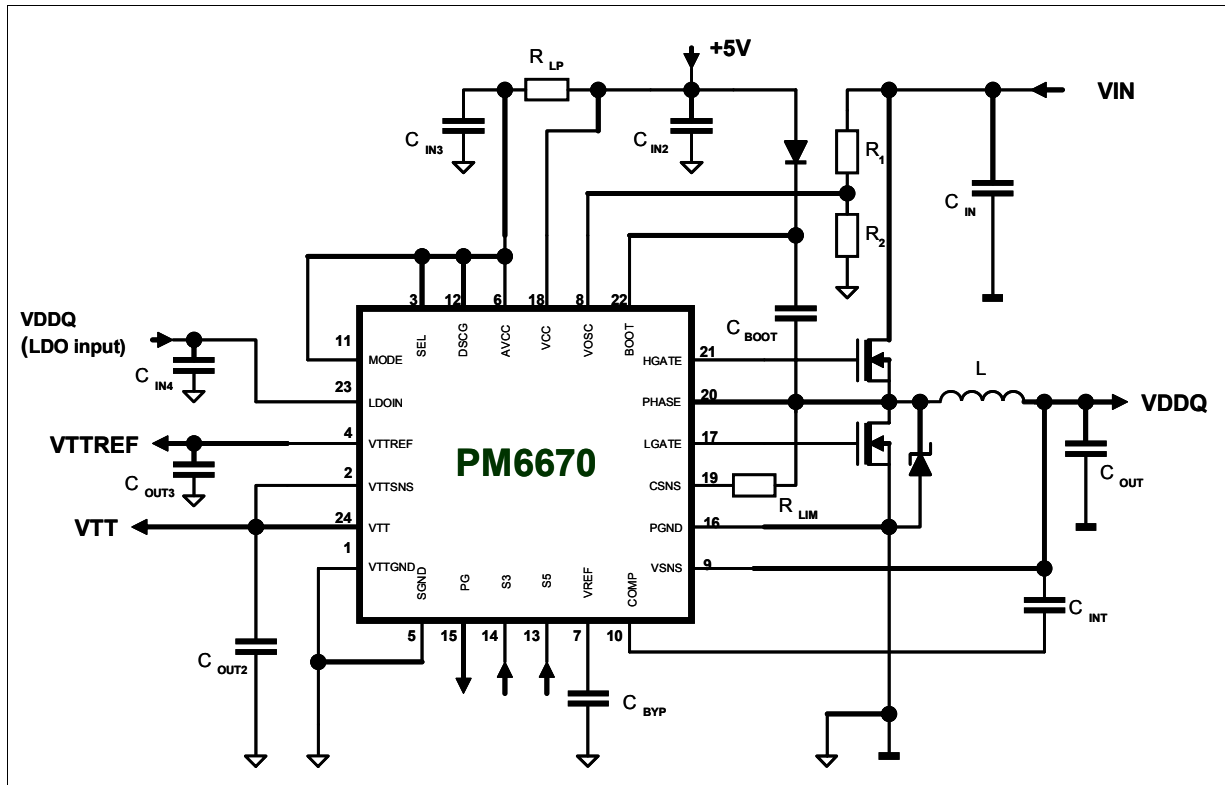 +5V
R LP
VIN
C IN3
C IN2
R1
C IN
R2
3
12
6
18
8
22
VDDQ
(LDO input)
C BOOT
11
MODE
SEL
DSCG
AVCC
VCC
VOSC
BOOT
HGATE
21
C IN4
23
LDOIN
PHASE
20
L
VDDQ
VTTREF
4
VTTREF
LGATE
17
PM6670
C OUT3
2
VTTSNS
CSNS
19
R LIM
C OUT
VTT
24
VTT
PGND
16
1
VTTGND
VSNS
9
SGND
PG
S3
S5
VREF
COMP
C INT
5
15
14
13
7
10
C OUT2
C BYP